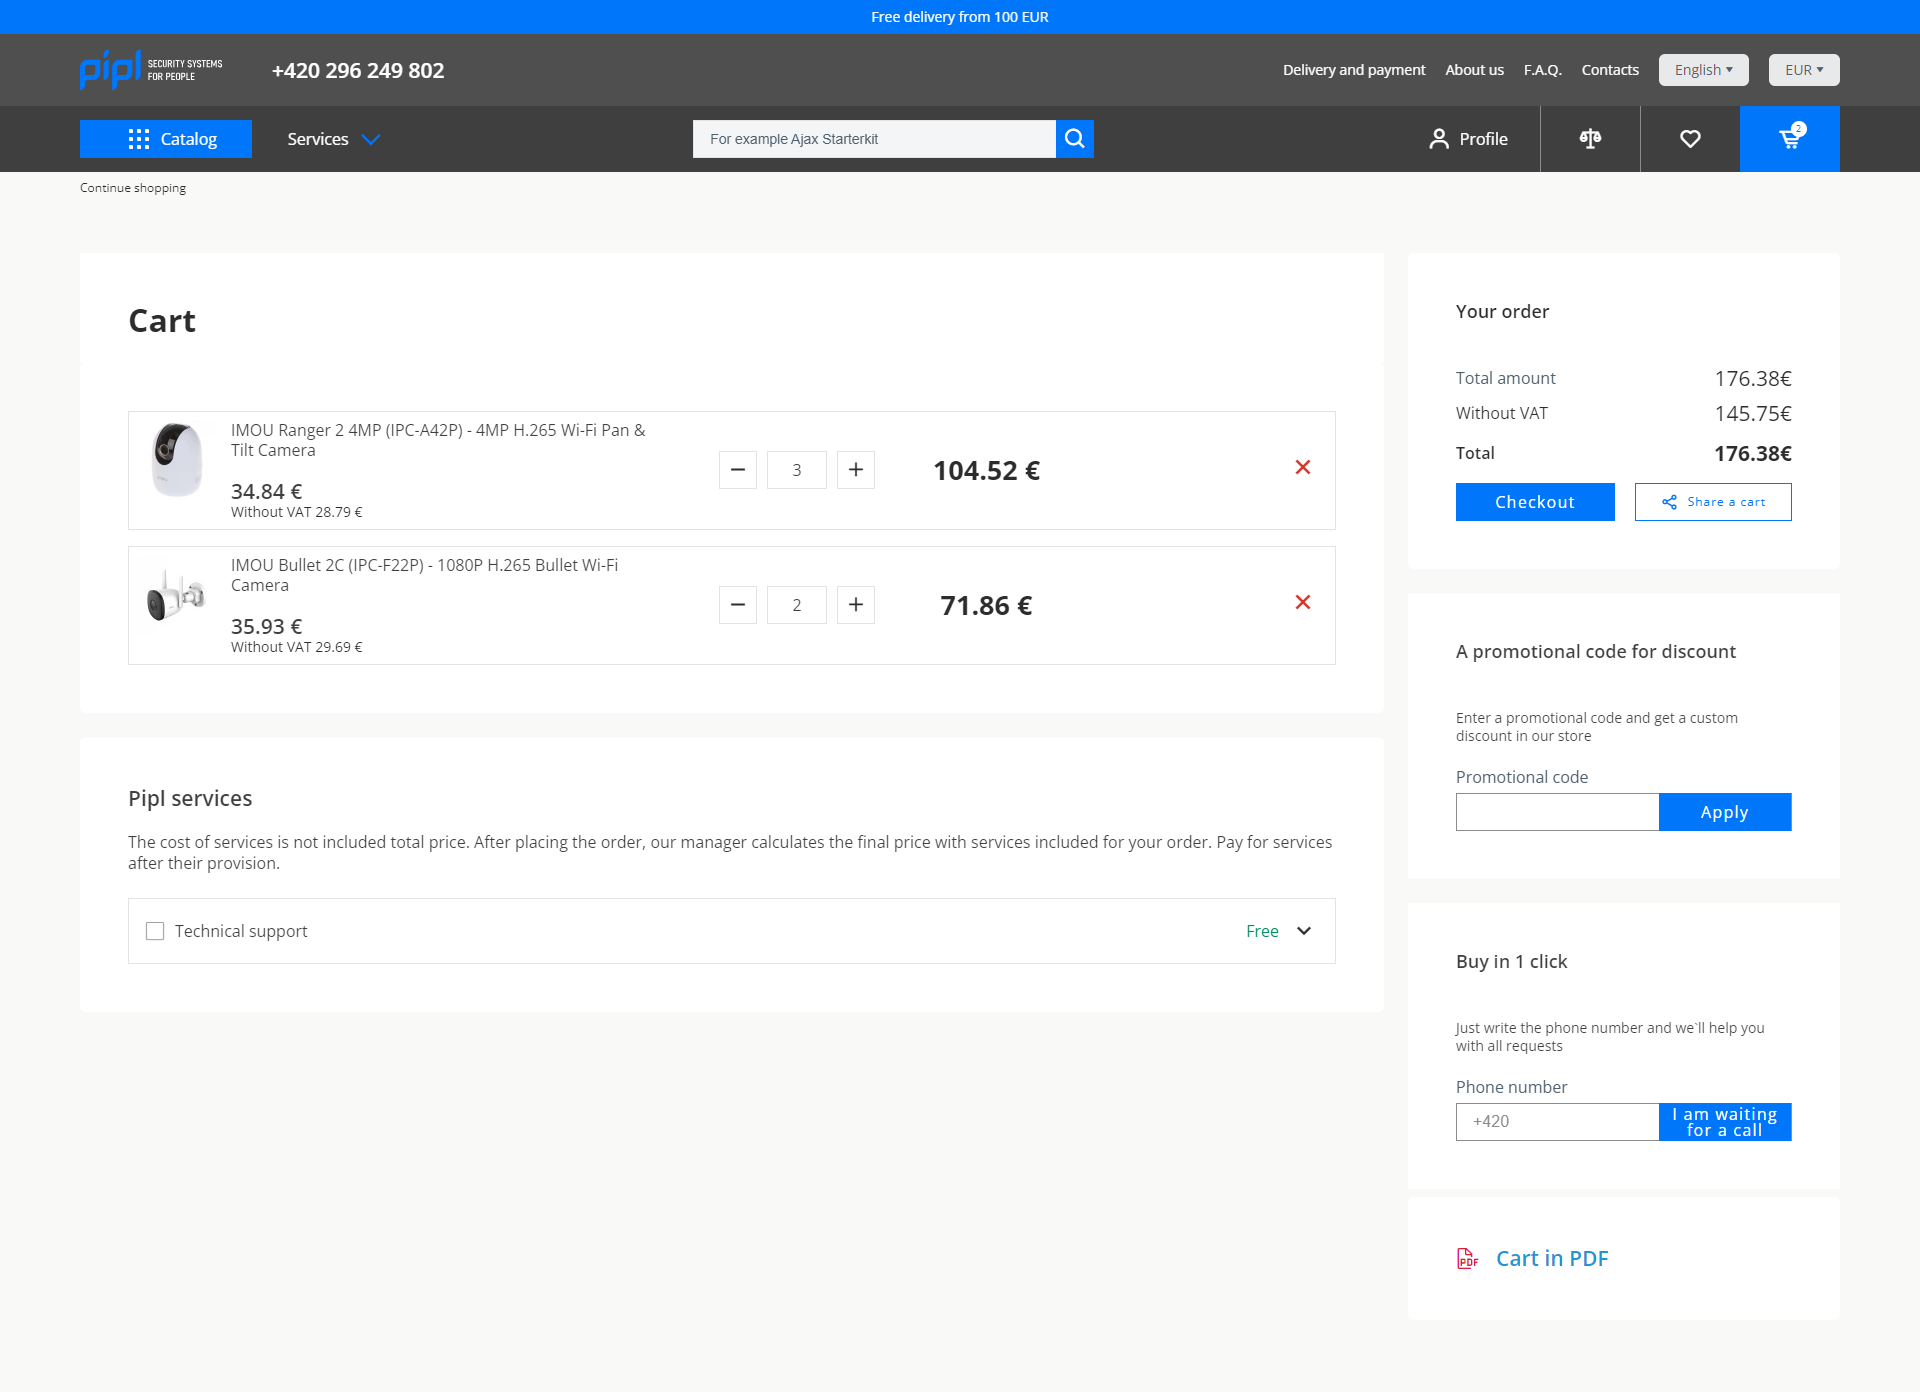 Free delivery from 100 EUR
pipl SECURITY SYSTEMS
FOR PEOPLE
+420 296 249 802
Delivery and payment
About us
F.A.Q.
Contacts
English
EUR
Catalog
Services
For example Ajax Starterkit
Profile
2
Continue shopping
Cart
IMOU Ranger 2 4MP (IPC-A42P) - 4MP H.265 Wi-Fi Pan &
Tilt Camera
34.84 €
Without VAT 28.79 €
3
104.52 €
IMOU Bullet 2C (IPC-F22P) - 1080P H.265 Bullet Wi-Fi
Camera
35.93 €
Without VAT 29.69 €
2
71.86 €
Pipl services
The cost of services is not included total price. After placing the order, our manager calculates the final price with services included for your order. Pay for services
after their provision.
Technical support
Free
Your order
Total amount 176.38€
Without VAT 145.75€
Total 176.38€
Checkout
Share a cart
A promotional code for discount
Enter a promotional code and get a custom
discount in our store
Promotional code
Apply
Buy in 1 click
Just write the phone number and we`ll help you
with all requests
Phone number
+420
I am waiting
for a call
PDF
Cart in PDF